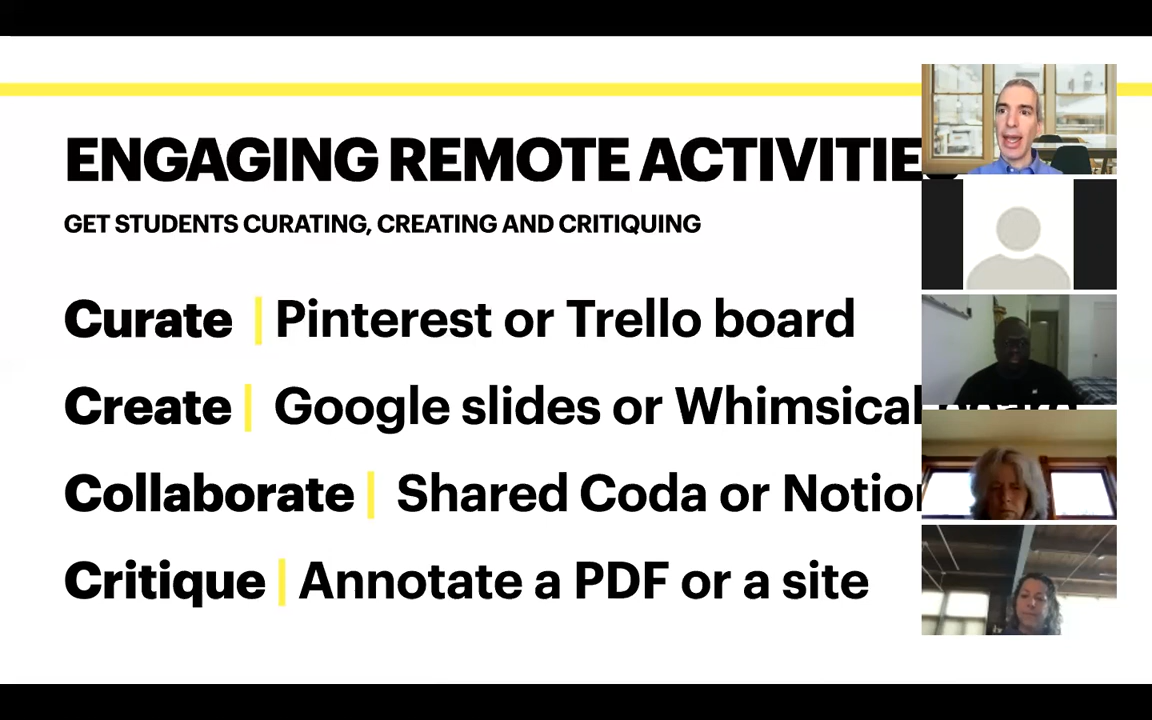 ENGAGING REMOTE ACTIVITIE
GET STUDENTS CURATING, CREATING AND CRITIQUING
Curate | Pinterest or Trello board
Create | Google slides or Whimsical
Collaborate | Shared Coda or Notion
Critique | Annotate a PDF or a site